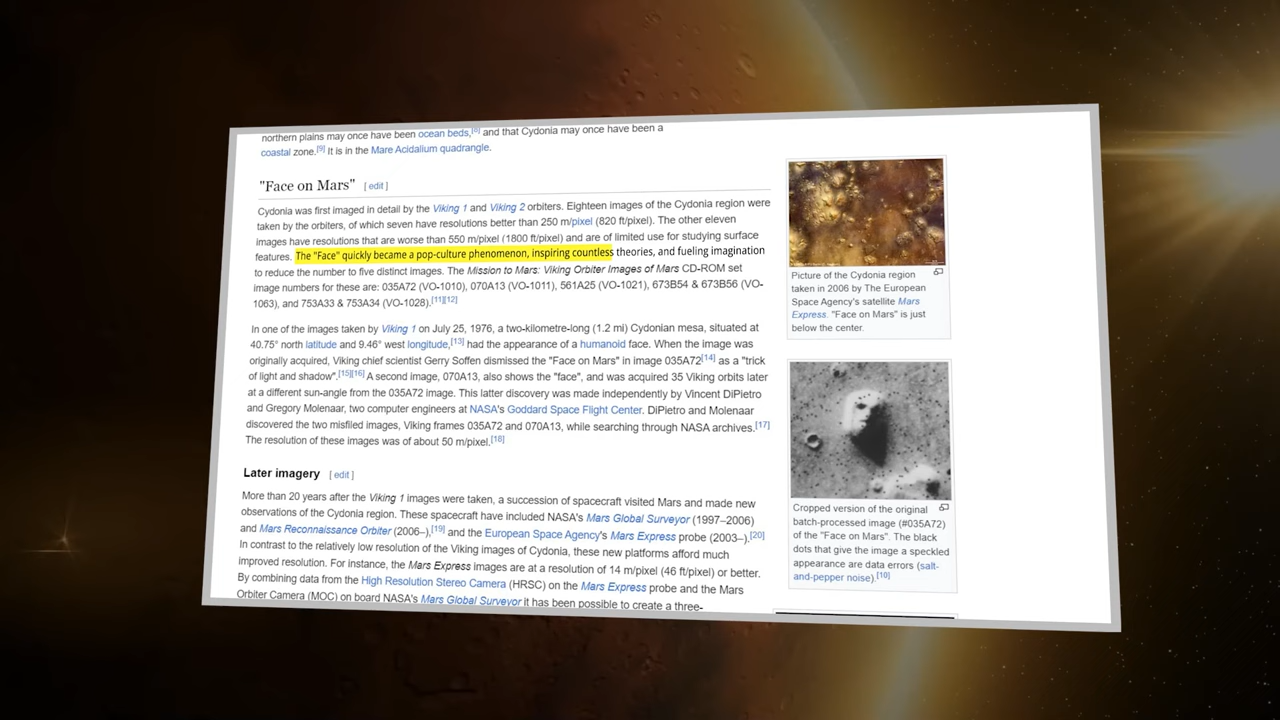 northern plains may once have been ocean beds,[8] and that Cydonia may once have been a
coastal zone.[9] It is in the Mare Acidalium quadrangle.
"Face on Mars" [ edit ]
Cydonia was first imaged in detail by the Viking 1 and Viking 2 orbiters. Eighteen images of the Cydonia region were
taken by the orbiters, of which seven have resolutions better than 250 m/pixel (820 ft/pixel). The other eleven
images have resolutions that are worse than 550 m/pixel (1800 ft/pixel) and are of limited use for studying surface
features. The "Face" quickly became a pop-culture phenomenon, inspiring countless theories, and fueling imagination
to reduce the number to five distinct images. The Mission to Mars: Viking Orbiter Images of Mars CD-ROM set
image numbers for these are: 035A72 (VO-1010), 070A13 (VO-1011), 561A25 (VO-1021), 673B54 & 673B56 (VO-
1063), and 753A33 & 753A34 (VO-1028).[11][12]
In one of the images taken by Viking 1 on July 25, 1976, a two-kilometre-long (1.2 mi) Cydonian mesa, situated at
40.75° north latitude and 9.46° west longitude,[13] had the appearance of a humanoid face. When the image was
originally acquired, Viking chief scientist Gerry Soffen dismissed the "Face on Mars" in image 035A72[14] as a "trick
of light and shadow".[15][16] A second image, 070A13, also shows the "face", and was acquired 35 Viking orbits later
at a different sun-angle from the 035A72 image. This latter discovery was made independently by Vincent DiPietro
and Gregory Molenaar, two computer engineers at NASA's Goddard Space Flight Center. DiPietro and Molenaar
discovered the two misfiled images, Viking frames 035A72 and 070A13, while searching through NASA archives.[17]
The resolution of these images was of about 50 m/pixel.[18]
Later imagery [ edit ]
More than 20 years after the Viking 1 images were taken, a succession of spacecraft visited Mars and made new
observations of the Cydonia region. These spacecraft have included NASA's Mars Global Surveyor (1997–2006)
and Mars Reconnaissance Orbiter (2006–),[19] and the European Space Agency's Mars Express probe (2003–).[20]
In contrast to the relatively low resolution of the Viking images of Cydonia, these new platforms afford much
improved resolution. For instance, the Mars Express images are at a resolution of 14 m/pixel (46 ft/pixel) or better.
By combining data from the High Resolution Stereo Camera (HRSC) on the Mars Express probe and the Mars
Orbiter Camera (MOC) on board NASA's Mars Global Surveyor it has been possible to create a three-
Picture of the Cydonia region
taken in 2006 by The European
Space Agency's satellite Mars
Express. "Face on Mars" is just
below the center.
Cropped version of the original
batch-processed image (#035A72)
of the "Face on Mars". The black
dots that give the image a speckled
appearance are data errors (salt-
and-pepper noise).[10]